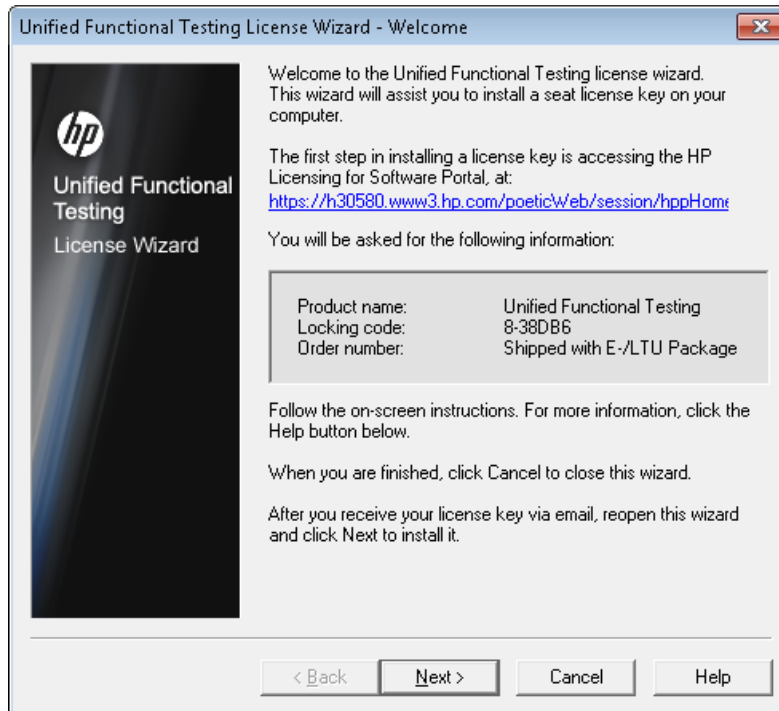 Unified Functional Testing License Wizard - Welcome
hp
Unified Functional
Testing
License Wizard
Welcome to the Unified Functional Testing license wizard.
This wizard will assist you to install a seat license key on your
computer.
The first step in installing a license key is accessing the HP
Licensing for Software Portal, at:
https://h30580.www3.hp.com/poeticWeb/session/hppHome
You will be asked for the following information:
Product name: Unified Functional Testing
Locking code: 8-38DB6
Order number: Shipped with E-/LTU Package
Follow the on-screen instructions. For more information, click the
Help button below.
When you are finished, click Cancel to close this wizard.
After you receive your license key via email, reopen this wizard
and click Next to install it.
< Back Next > Cancel Help